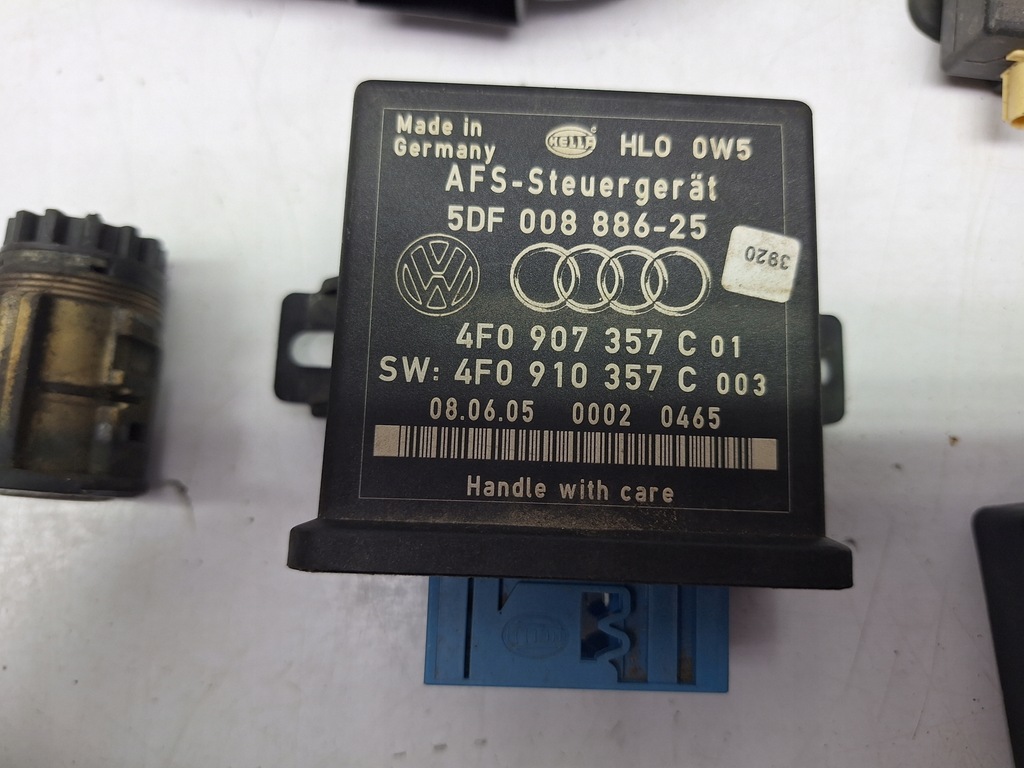 Made in
Germany
HELLA
HLO 0W5
AFS-Steuergerät
5DF 008 886-25
3920
4F0 907 357 C 01
SW: 4F0 910 357 C 003
08.06.05 0002 0465
Handle with care